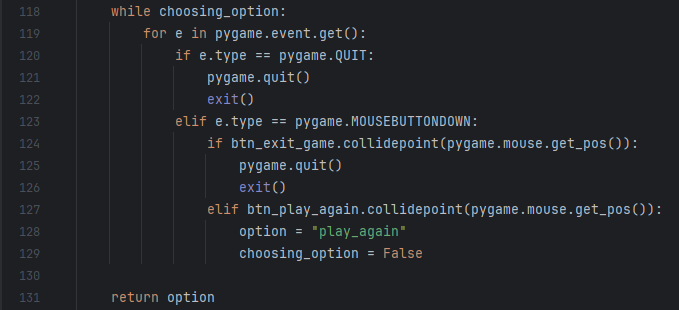 118 while choosing_option:
119 for e in pygame.event.get():
120 if e.type == pygame.QUIT:
121 pygame.quit()
122 exit()
123 elif e.type == pygame.MOUSEBUTTONDOWN:
124 if btn_exit_game.collidepoint(pygame.mouse.get_pos()):
125 pygame.quit()
126 exit()
127 elif btn_play_again.collidepoint(pygame.mouse.get_pos()):
128 option = "play_again"
129 choosing_option = False
130
131 return option